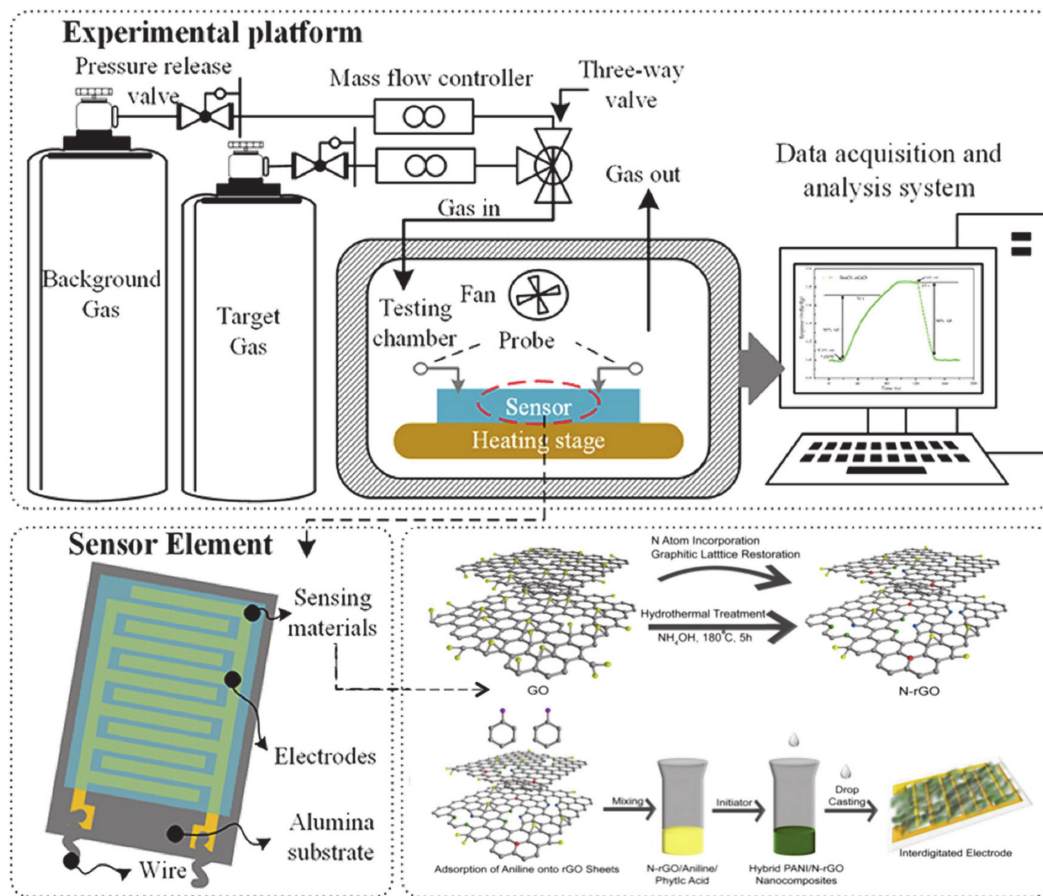 Experimental platform
Pressure release
valve
Mass flow controller
Three-way
valve
Gas in
Gas out
Data acquisition and
analysis system
Background
Gas
Target
Gas
Testing
chamber
Fan
Probe
Sensor
Heating stage
Sensor Element
Sensing
materials
Electrodes
Alumina
substrate
Wire
N Atom Incorporation
Graphitic Latttice Restoration
Hydrothermal Treatment
NH₄OH, 180°C, 5h
GO
N-rGO
Mixing
Initiator
Drop
Casting
Adsorption of Aniline onto rGO Sheets
N-rGO/Aniline/
Phytic Acid
Hybrid PANI/N-rGO
Nanocomposites
Interdigitated Electrode